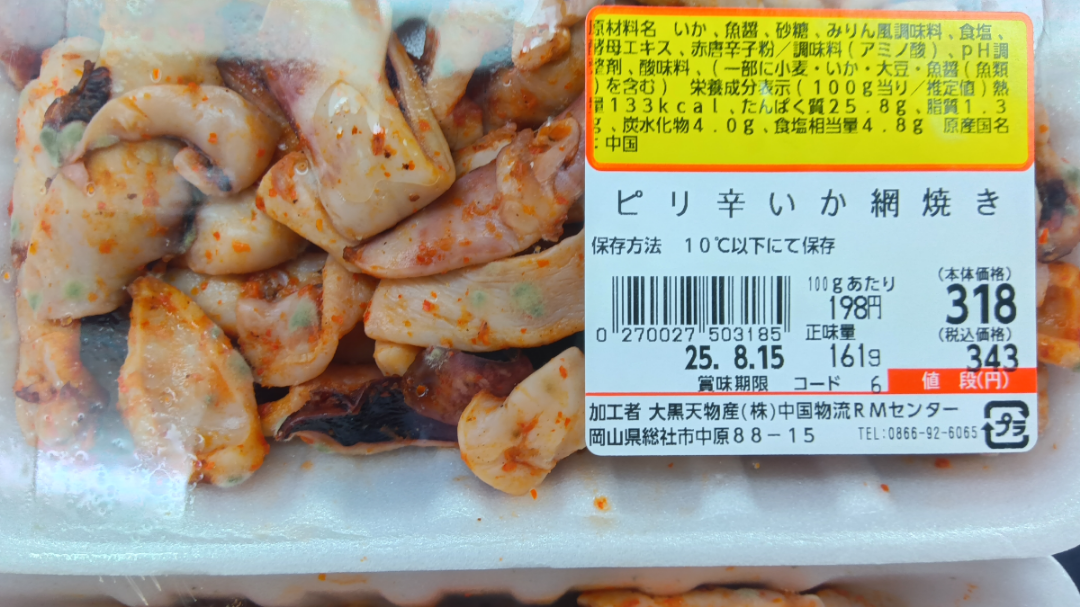 原材料名 いか、魚醤、砂糖、みりん風調味料、食塩、
酵母エキス、赤唐辛子粉／調味料(アミノ酸)、pH調
整剤、酸味料、(一部に小麦・いか・大豆・魚醤(魚類
)を含む) 栄養成分表示(100g当り／推定値)熱
量133kcal、たんぱく質25.8g、脂質1.3
g、炭水化物4.0g、食塩相当量4.8g 原産国名
：中国
ピリ辛いか網焼き
保存方法 10℃以下にて保存
100gあたり
198円
(本体価格)
318
0 270027 503185
正味量
161g
(税込価格)
343
25. 8.15
賞味期限 コード 6
値段(円)
加工者 大黒天物産(株)中国物流RMセンター
岡山県総社市中原88－15 TEL:0866-92-6065
プラ